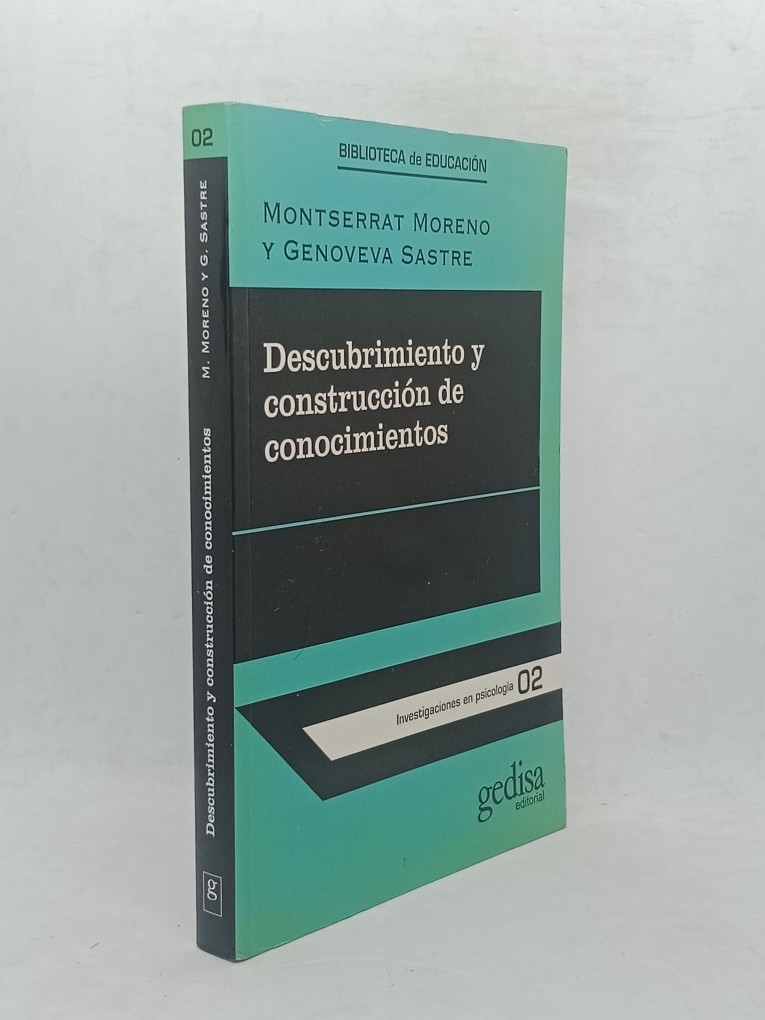 02
M. MORENO Y G. SASTRE
Descubrimiento y construcción de conocimientos
BIBLIOTECA de EDUCACIÓN
MONTSERRAT MORENO
Y GENOVEVA SASTRE
Descubrimiento y
construcción de
conocimientos
Investigaciones en psicología 02
gedisa
editorial